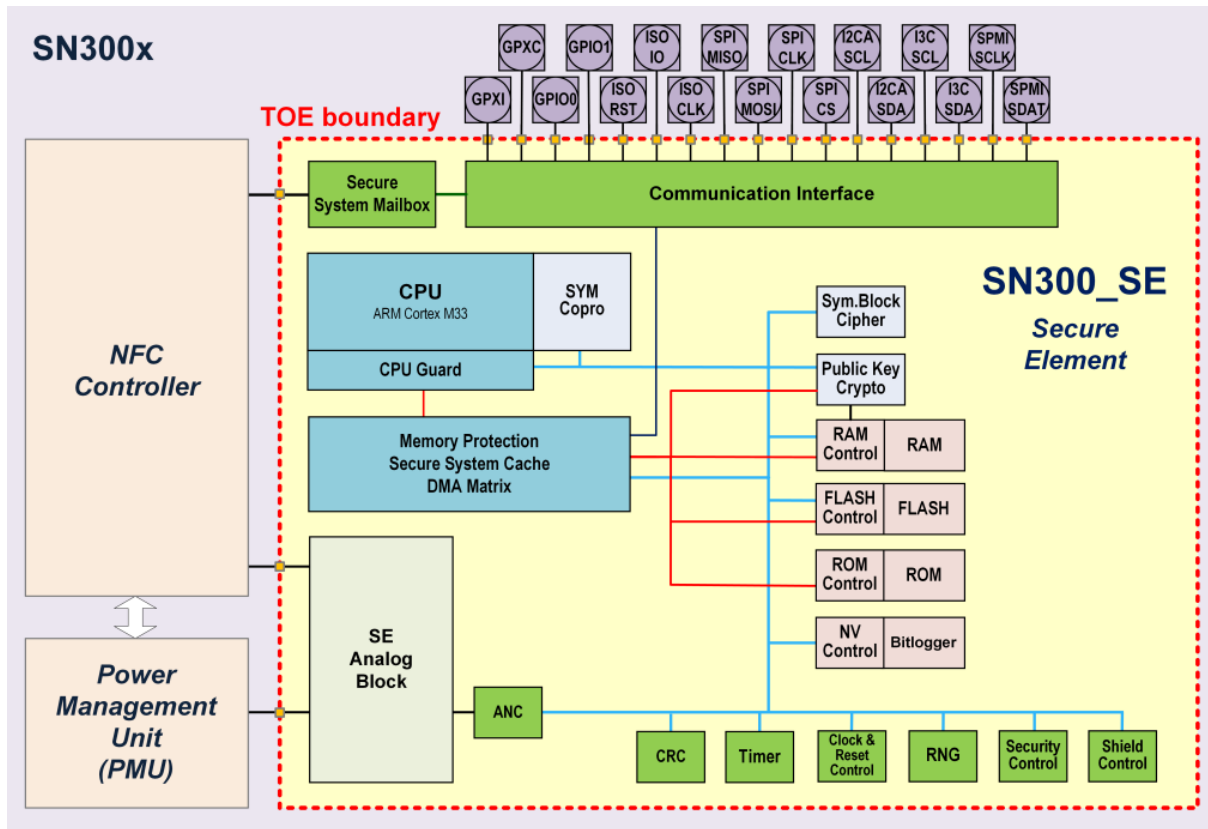 SN300x
GPXC
GPIO1
ISO
IO
SPI
MISO
SPI
CLK
I2CA
SCL
I3C
SCL
SPMI
SCLK
GPXI
GPIO0
ISO
RST
ISO
CLK
SPI
MOSI
SPI
CS
I2CA
SDA
I3C
SDA
SPMI
SDAT
TOE boundary
Secure
System Mailbox
Communication Interface
NFC
Controller
CPU
ARM Cortex M33
SYM
Copro
CPU Guard
SN300_SE
Secure
Element
Sym.Block
Cipher
Public Key
Crypto
Memory Protection
Secure System Cache
DMA Matrix
RAM
Control
RAM
FLASH
Control
FLASH
ROM
Control
ROM
NV
Control
Bitlogger
SE
Analog
Block
Power
Management
Unit
(PMU)
ANC
CRC
Timer
Clock &
Reset
Control
RNG
Security
Control
Shield
Control